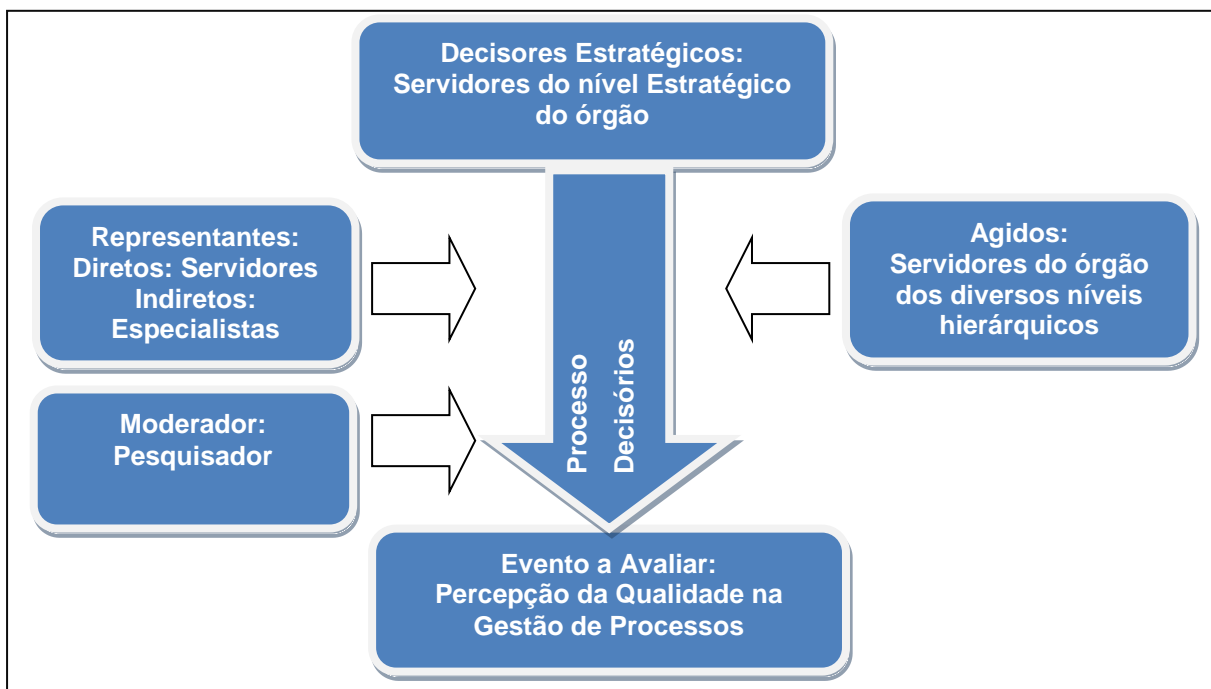 Decisores Estratégicos:
Servidores do nível Estratégico
do órgão
Representantes:
Diretos: Servidores
Indiretos:
Especialistas
Agidos:
Servidores do órgão
dos diversos níveis
hierárquicos
Moderador:
Pesquisador
Processo
Decisórios
Evento a Avaliar:
Percepção da Qualidade na
Gestão de Processos